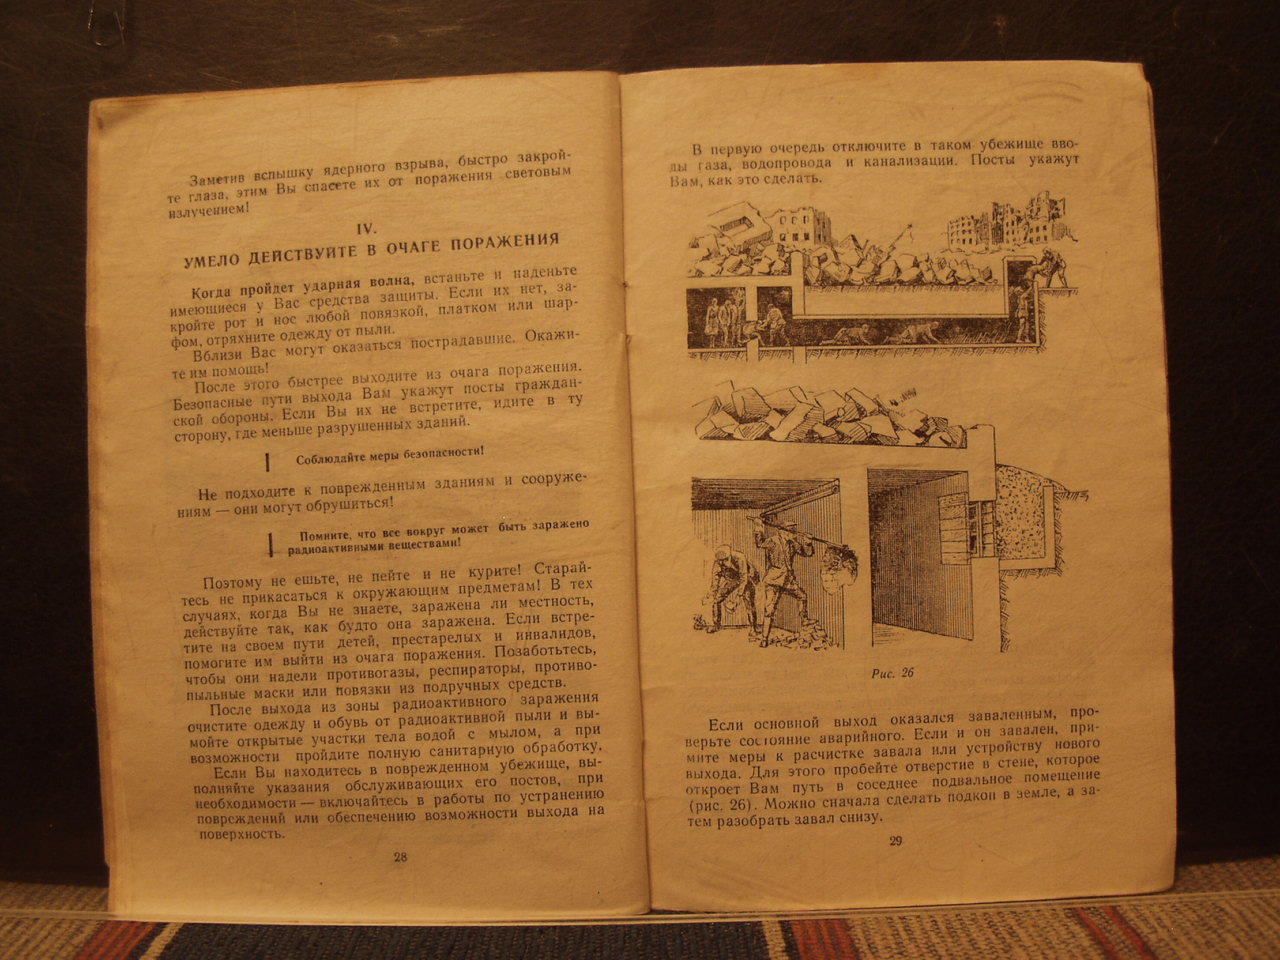 Заметив вспышку ядерного взрыва, быстро закрой-
те глаза, этим Вы спасете их от поражения световым
излучением!
IV.
УМЕЛО ДЕЙСТВУЙТЕ В ОЧАГЕ ПОРАЖЕНИЯ
Когда пройдет ударная волна, встаньте и наденьте
имеющиеся у Вас средства защиты. Если их нет, за-
кройте рот и нос любой повязкой, платком или шар-
фом, отряхните одежду от пыли.
Вблизи Вас могут оказаться пострадавшие. Окажи-
те им помощь!
После этого быстрее выходите из очага поражения.
Безопасные пути выхода Вам укажут посты граждан-
ской обороны. Если Вы их не встретите, идите в ту
сторону, где меньше разрушенных зданий.
Соблюдайте меры безопасности!
Не подходите к поврежденным зданиям и сооруже-
ниям — они могут обрушиться!
Помните, что все вокруг может быть заражено
радиоактивными веществами!
Поэтому не ешьте, не пейте и не курите! Старай-
тесь не прикасаться к окружающим предметам! В тех
случаях, когда Вы не знаете, заражена ли местность,
действуйте так, как будто она заражена. Если встре-
тите на своем пути детей, престарелых и инвалидов,
помогите им выйти из очага поражения. Позаботьтесь,
чтобы они надели противогазы, респираторы, противо-
пыльные маски или повязки из подручных средств.
После выхода из зоны радиоактивного заражения
очистите одежду и обувь от радиоактивной пыли и вы-
мойте открытые участки тела водой с мылом, а при
возможности пройдите полную санитарную обработку.
Если Вы находитесь в поврежденном убежище, вы-
полняйте указания обслуживающих его постов, при
необходимости — включайтесь в работы по устранению
повреждений или обеспечению возможности выхода на
поверхность.
28
В первую очередь отключите в таком убежище вво-
ды газа, водопровода и канализации. Посты укажут
Вам, как это сделать.
Рис. 26
Если основной выход оказался заваленным, про-
верьте состояние аварийного. Если и он завален, при-
мите меры к расчистке завала или устройству нового
выхода. Для этого пробейте отверстие в стене, которое
откроет Вам путь в соседнее подвальное помещение
(рис. 26). Можно сначала сделать подкоп в земле, а за-
тем разобрать завал снизу.
29